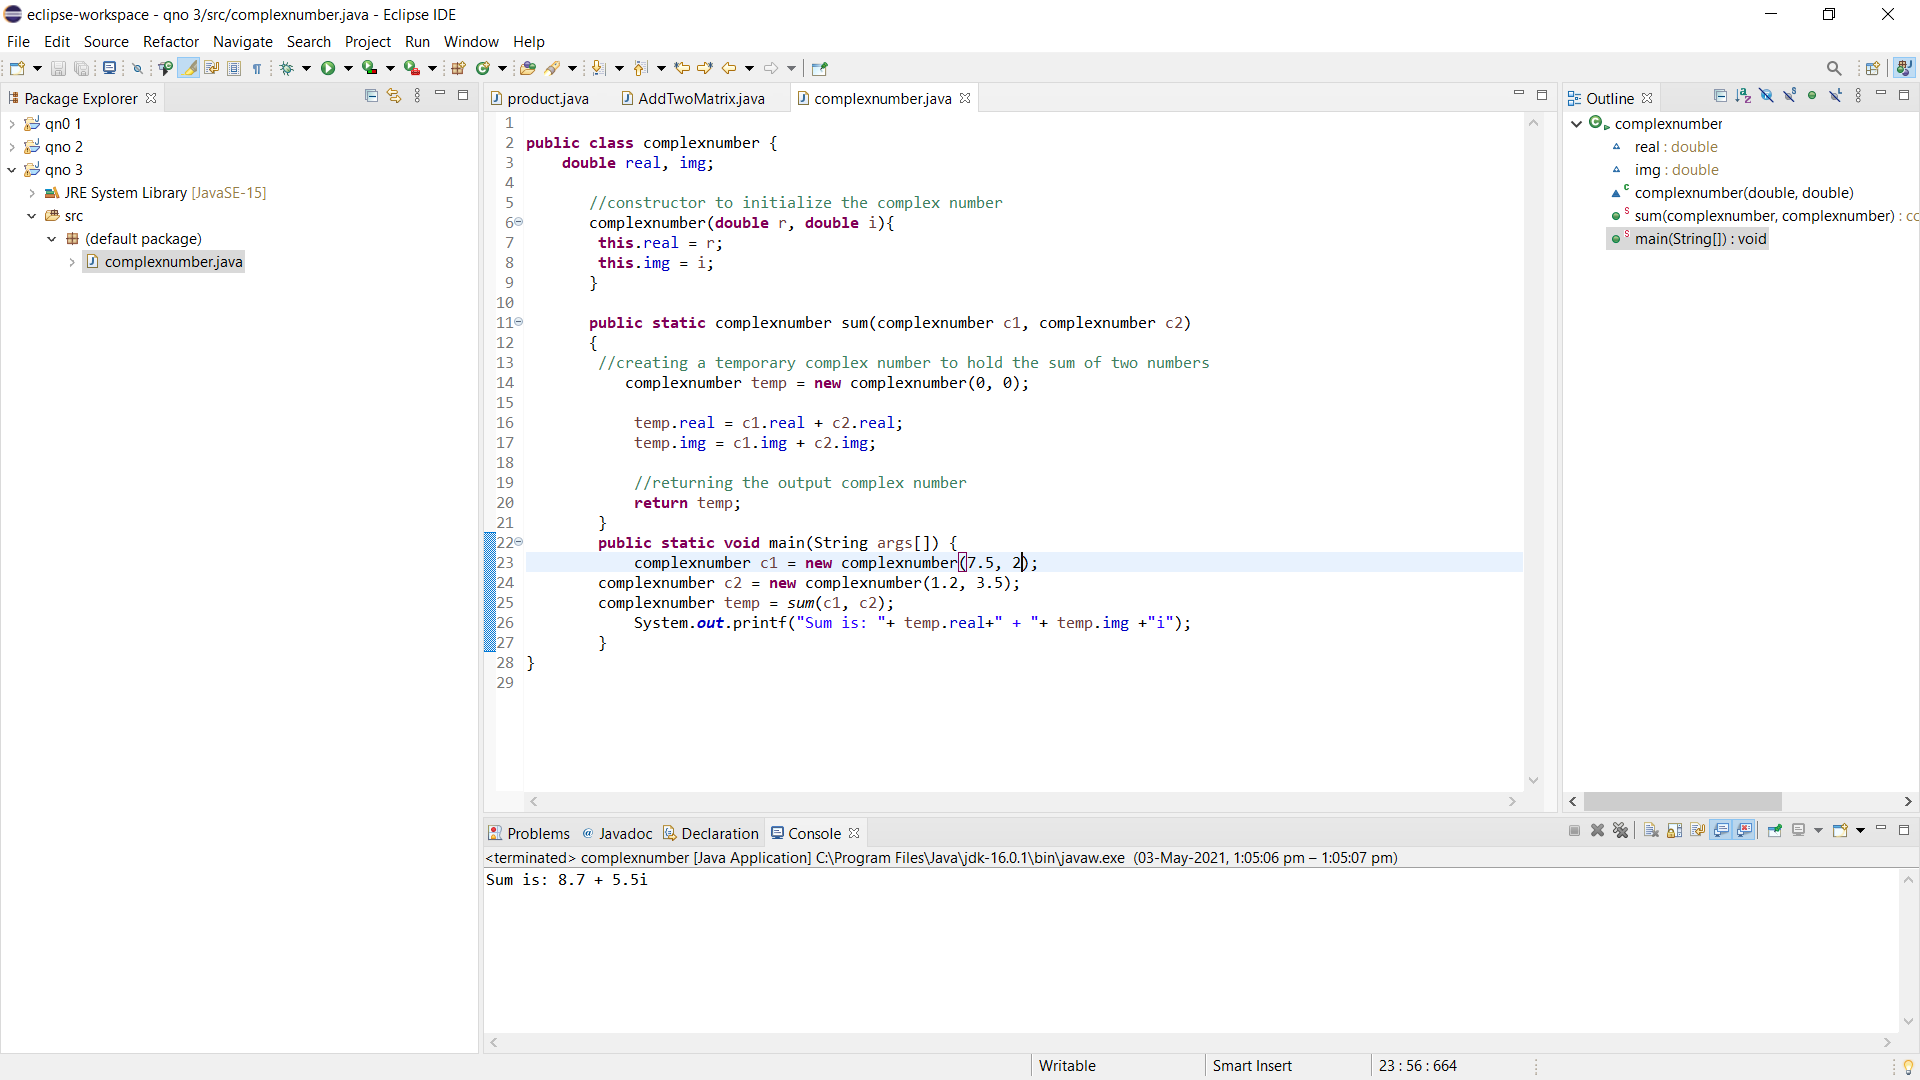 eclipse-workspace - qno 3/src/complexnumber.java - Eclipse IDE
File Edit Source Refactor Navigate Search Project Run Window Help
Package Explorer
qn0 1
qno 2
qno 3
JRE System Library [JavaSE-15]
src
(default package)
complexnumber.java
product.java AddTwoMatrix.java complexnumber.java
1
2 public class complexnumber {
3 double real, img;
4
5 //constructor to initialize the complex number
6 complexnumber(double r, double i){
7 this.real = r;
8 this.img = i;
9 }
10
11 public static complexnumber sum(complexnumber c1, complexnumber c2)
12 {
13 //creating a temporary complex number to hold the sum of two numbers
14 complexnumber temp = new complexnumber(0, 0);
15
16 temp.real = c1.real + c2.real;
17 temp.img = c1.img + c2.img;
18
19 //returning the output complex number
20 return temp;
21 }
22 public static void main(String args[]) {
23 complexnumber c1 = new complexnumber(7.5, 2);
24 complexnumber c2 = new complexnumber(1.2, 3.5);
25 complexnumber temp = sum(c1, c2);
26 System.out.printf("Sum is: "+ temp.real+" + "+ temp.img +"i");
27 }
28 }
29
Outline
complexnumber
real : double
img : double
complexnumber(double, double)
sum(complexnumber, complexnumber) : co
main(String[]) : void
Problems @ Javadoc Declaration Console
<terminated> complexnumber [Java Application] C:\Program Files\Java\jdk-16.0.1\bin\javaw.exe (03-May-2021, 1:05:06 pm – 1:05:07 pm)
Sum is: 8.7 + 5.5i
Writable Smart Insert 23 : 56 : 664